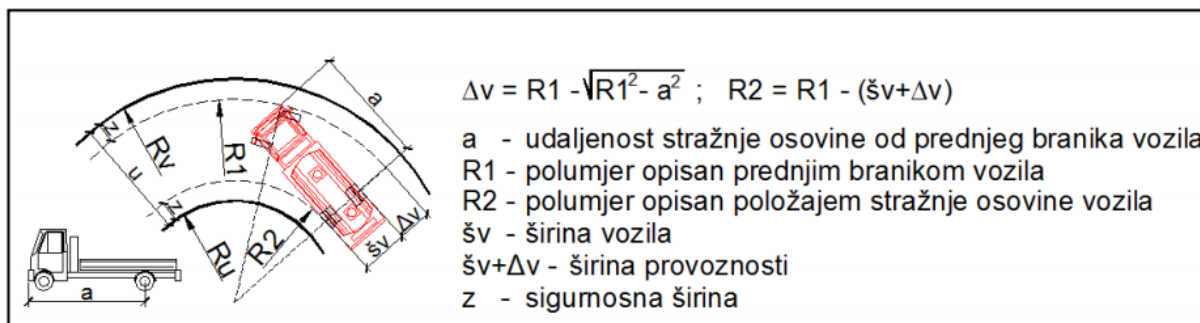 Δv = R1 -√R1² - a² ; R2 = R1 - (šv+Δv)
a - udaljenost stražnje osovine od prednjeg branika vozila
R1 - polumjer opisan prednjim branikom vozila
R2 - polumjer opisan položajem stražnje osovine vozila
šv - širina vozila
šv+Δv - širina provoznosti
z - sigurnosna širina
z
Rv
R1
a
u
z
Ru
R2
šv
Δv
a